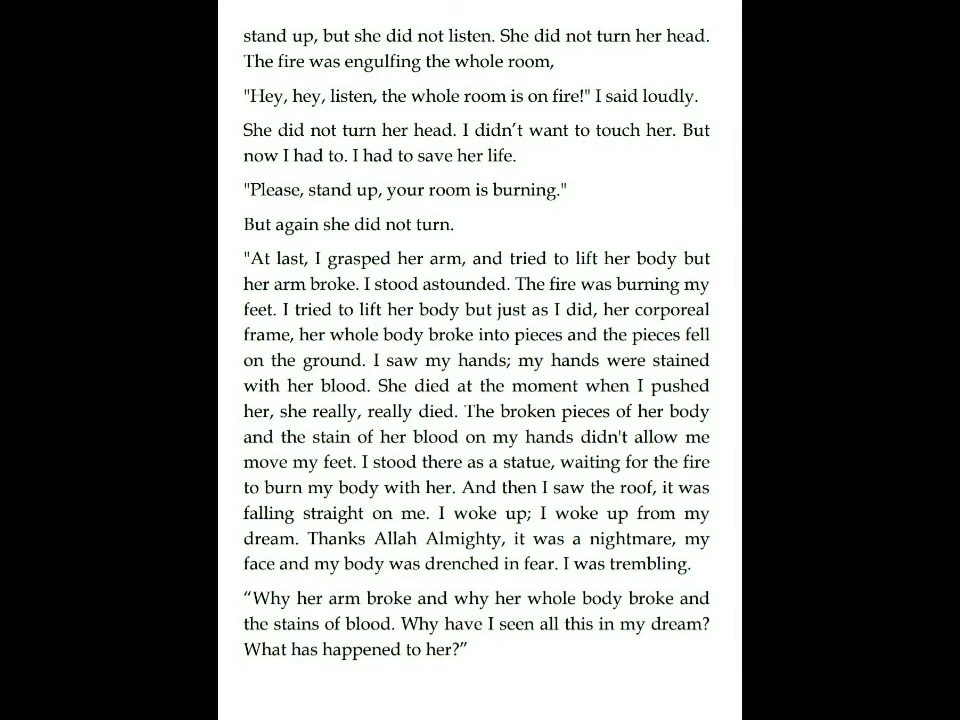 stand up, but she did not listen. She did not turn her head.
The fire was engulfing the whole room,
"Hey, hey, listen, the whole room is on fire!" I said loudly.
She did not turn her head. I didn’t want to touch her. But
now I had to. I had to save her life.
"Please, stand up, your room is burning."
But again she did not turn.
"At last, I grasped her arm, and tried to lift her body but
her arm broke. I stood astounded. The fire was burning my
feet. I tried to lift her body but just as I did, her corporeal
frame, her whole body broke into pieces and the pieces fell
on the ground. I saw my hands; my hands were stained
with her blood. She died at the moment when I pushed
her, she really, really died. The broken pieces of her body
and the stain of her blood on my hands didn't allow me
move my feet. I stood there as a statue, waiting for the fire
to burn my body with her. And then I saw the roof, it was
falling straight on me. I woke up; I woke up from my
dream. Thanks Allah Almighty, it was a nightmare, my
face and my body was drenched in fear. I was trembling.
“Why her arm broke and why her whole body broke and
the stains of blood. Why have I seen all this in my dream?
What has happened to her?”